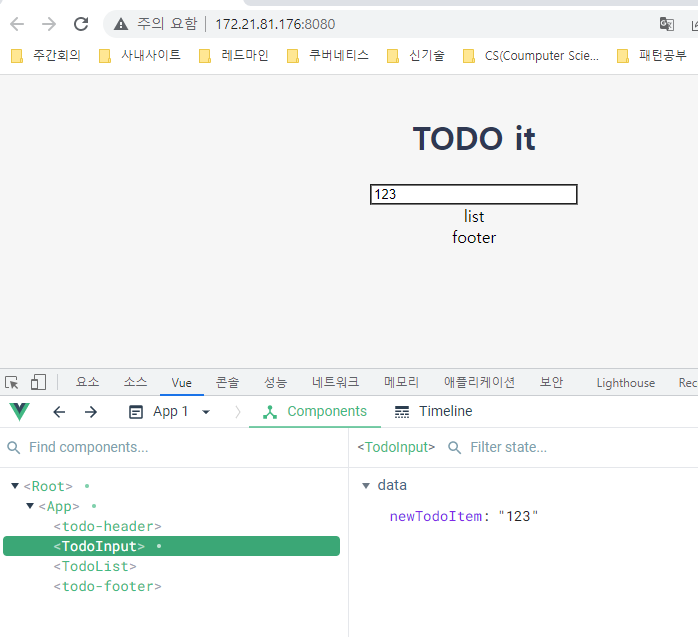 주의 요함 172.21.81.176:8080
주간회의 사내사이트 레드마인 쿠버네티스 신기술 CS(Coumputer Scie... 패턴공부
TODO it
123
list
footer
요소 소스 Vue 콘솔 성능 네트워크 메모리 애플리케이션 보안 Lighthouse Rec
App 1 Components Timeline
Find components...
<TodoInput> Filter state...
<Root>
<App>
<todo-header>
<TodoInput>
<TodoList>
<todo-footer>
data
newTodoItem: "123"